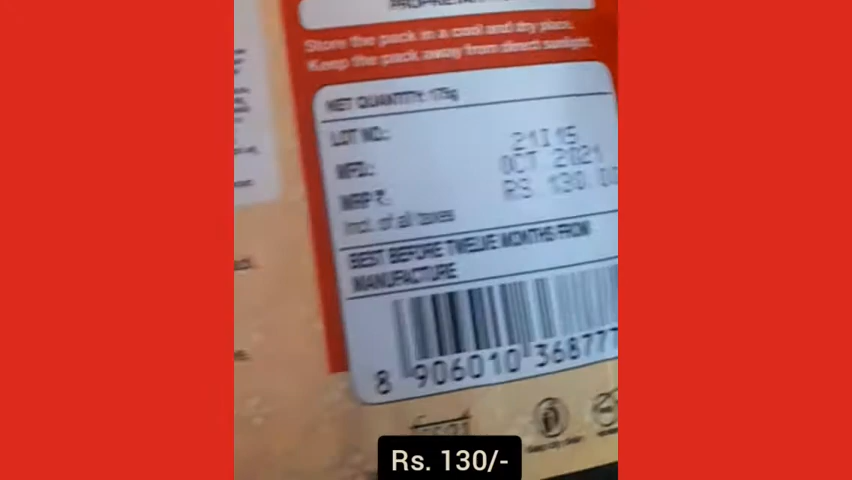 Store the pack in a cool and dry place.
Keep the pack away from direct sunlight.
NET QUANTITY: 175g
LOT NO.: 21I15
MFD.: OCT 2021
MRP ₹: RS 130.00
Incl. of all taxes
BEST BEFORE TWELVE MONTHS FROM
MANUFACTURE
8 906010 368777
Rs. 130/-